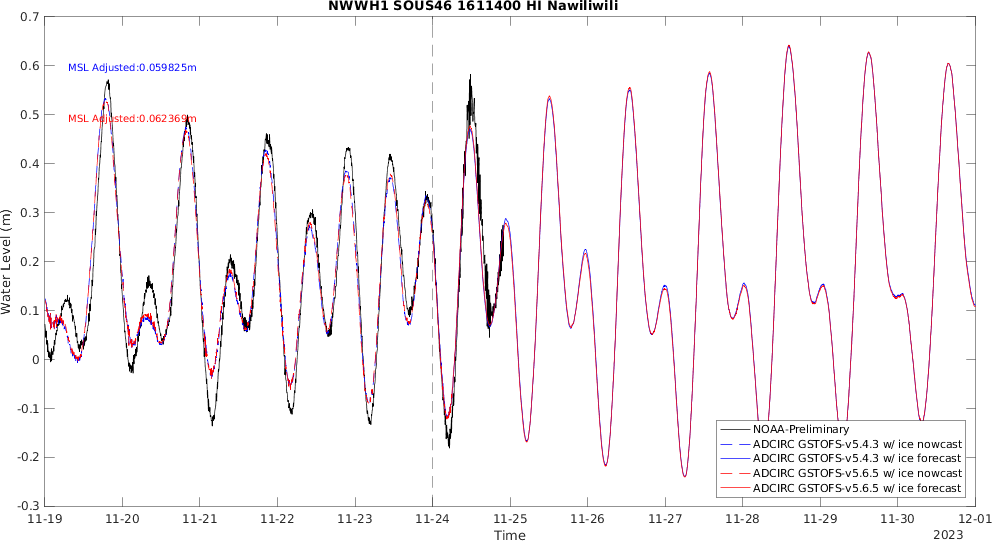 NWWH1 SOUS46 1611400 HI Nawiliwili
0.7
0.6
0.5
0.4
0.3
0.2
0.1
0
-0.1
-0.2
-0.3
Water Level (m)
MSL Adjusted:0.059825m
MSL Adjusted:0.062369m
NOAA-Preliminary
ADCIRC GSTOFS-v5.4.3 w/ ice nowcast
ADCIRC GSTOFS-v5.4.3 w/ ice forecast
ADCIRC GSTOFS-v5.6.5 w/ ice nowcast
ADCIRC GSTOFS-v5.6.5 w/ ice forecast
11-19 11-20 11-21 11-22 11-23 11-24 11-25 11-26 11-27 11-28 11-29 11-30 12-01
Time
2023